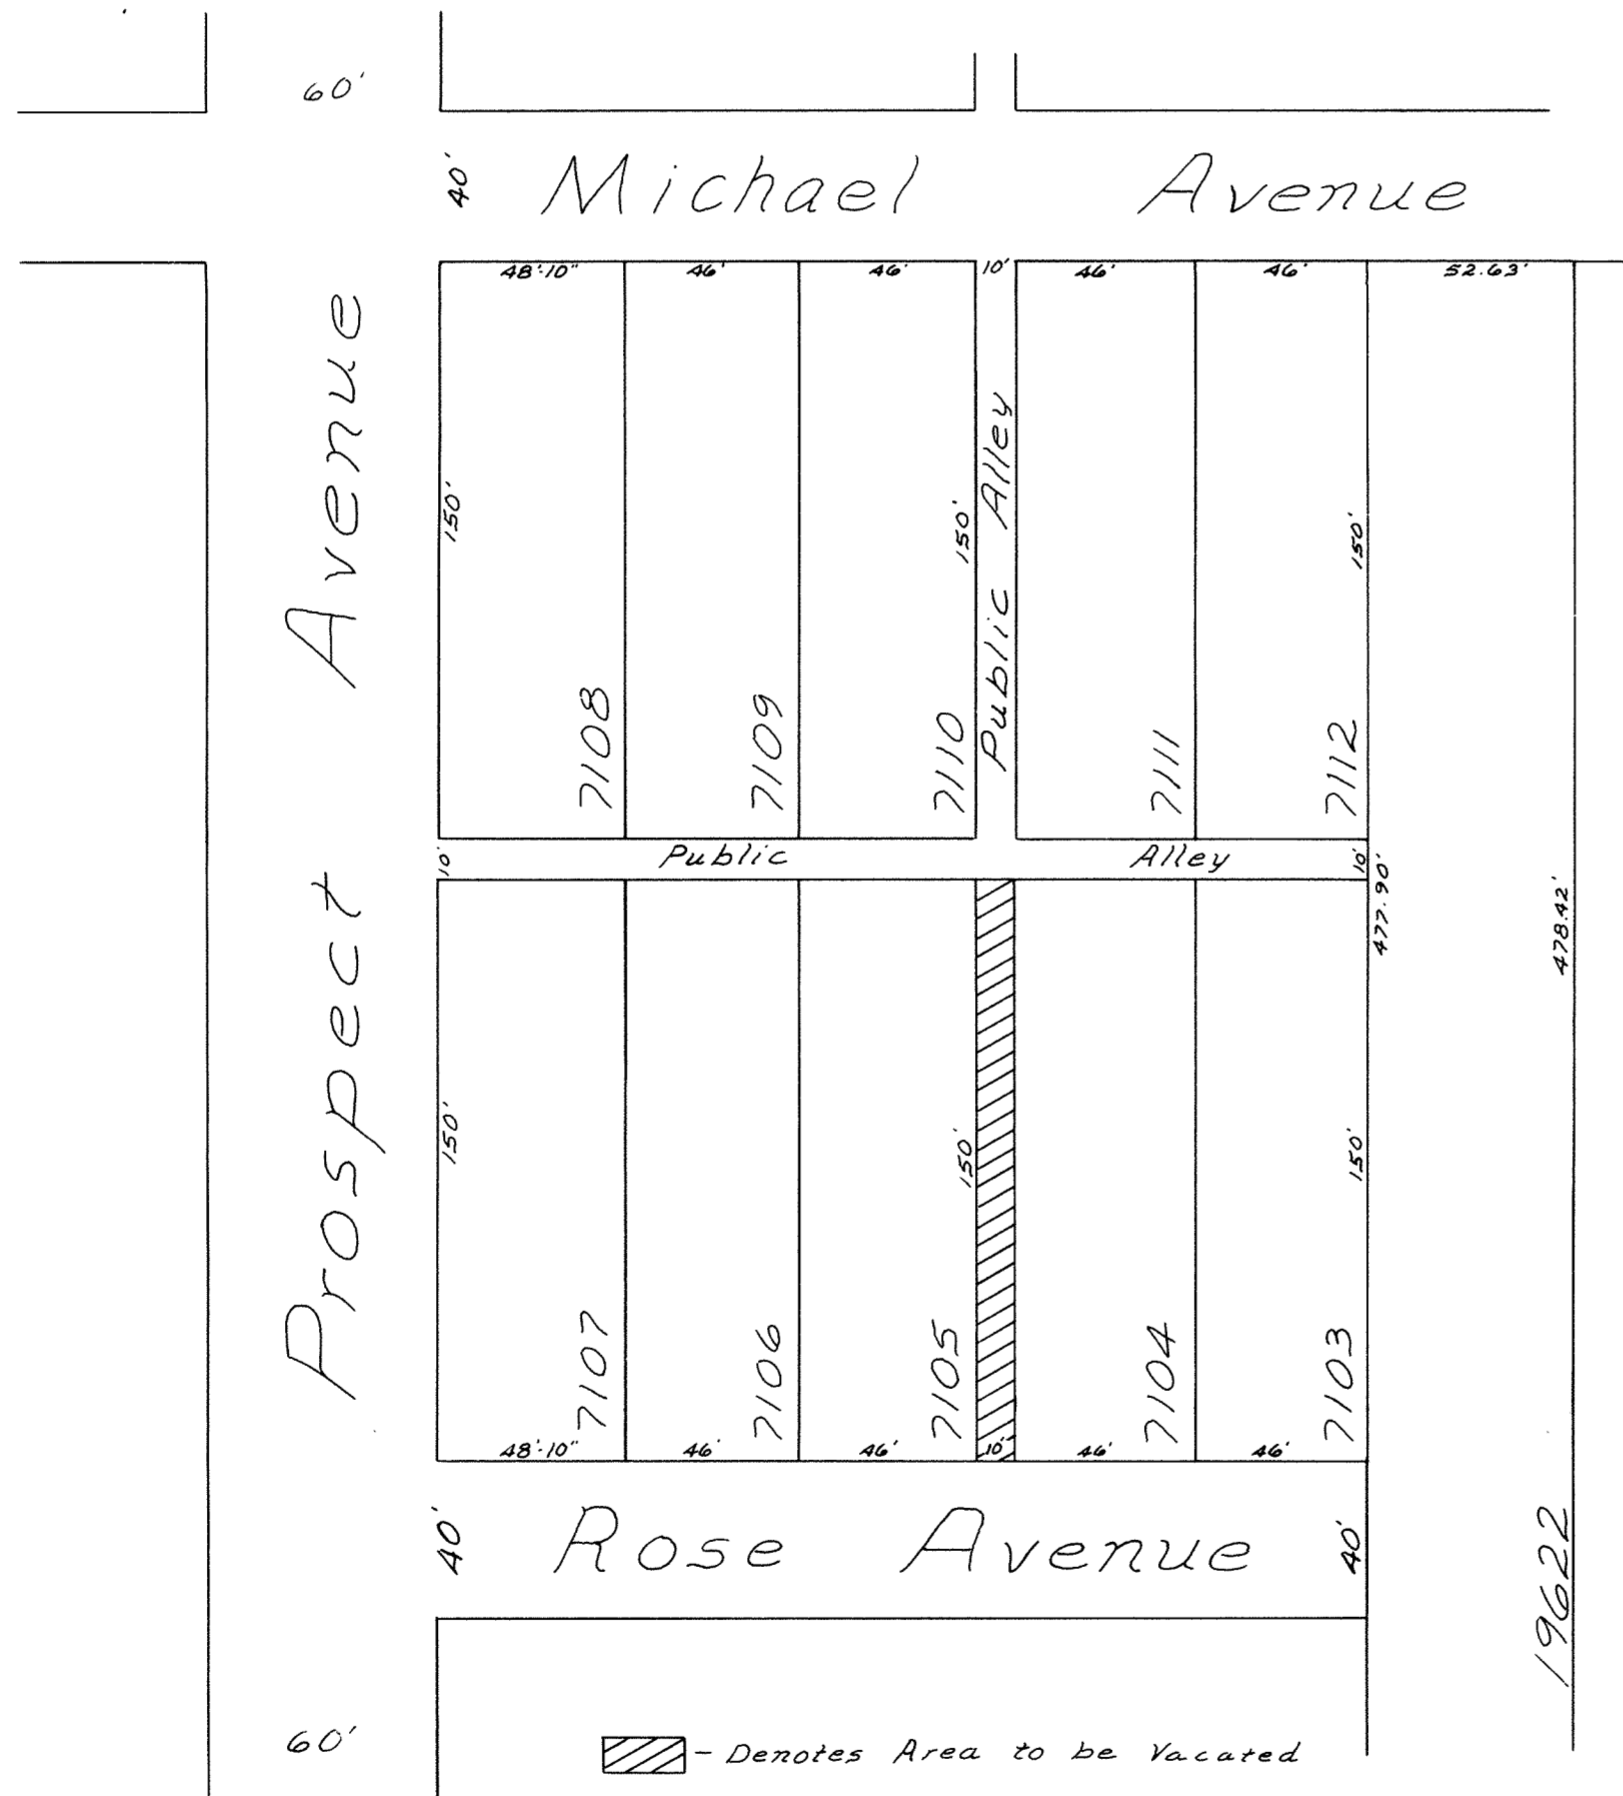 60'
40'
Michael Avenue
48'-10" 46' 46' 10' 46' 46' 52.63'
Prospect Avenue
150' 150' 150'
Public Alley
7108 7109 7110 7111 7112
10' Public Alley 10'
477.90'
478.42'
150' 150' 150'
7107 7106 7105 7104 7103
48'-10" 46' 46' 10' 46' 46'
40' Rose Avenue 40'
19622
60'
- Denotes Area to be Vacated